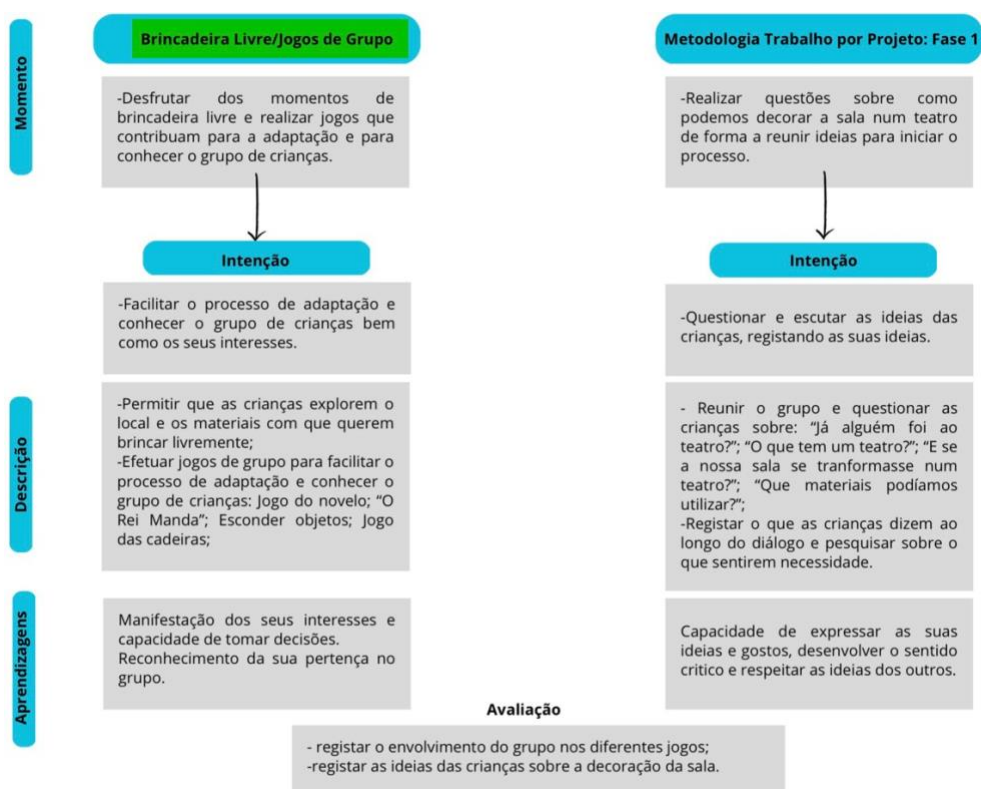 Momento
Brincadeira Livre/Jogos de Grupo
-Desfrutar dos momentos de
brincadeira livre e realizar jogos que
contribuam para a adaptação e para
conhecer o grupo de crianças.
Intenção
-Facilitar o processo de adaptação e
conhecer o grupo de crianças bem
como os seus interesses.
Descrição
-Permitir que as crianças explorem o
local e os materiais com que querem
brincar livremente;
-Efetuar jogos de grupo para facilitar o
processo de adaptação e conhecer o
grupo de crianças: Jogo do novelo; “O
Rei Manda”; Esconder objetos; Jogo
das cadeiras;
Aprendizagens
Manifestação dos seus interesses e
capacidade de tomar decisões.
Reconhecimento da sua pertença no
grupo.
Metodologia Trabalho por Projeto: Fase 1
-Realizar questões sobre como
podemos decorar a sala num teatro
de forma a reunir ideias para iniciar o
processo.
Intenção
-Questionar e escutar as ideias das
crianças, registando as suas ideias.
- Reunir o grupo e questionar as
crianças sobre: “Já alguém foi ao
teatro?”; “O que tem um teatro?”; “E se
a nossa sala se tranformasse num
teatro?”; “Que materiais podíamos
utilizar?”;
-Registar o que as crianças dizem ao
longo do diálogo e pesquisar sobre o
que sentirem necessidade.
Capacidade de expressar as suas
ideias e gostos, desenvolver o sentido
critico e respeitar as ideias dos outros.
Avaliação
- registar o envolvimento do grupo nos diferentes jogos;
-registar as ideias das crianças sobre a decoração da sala.